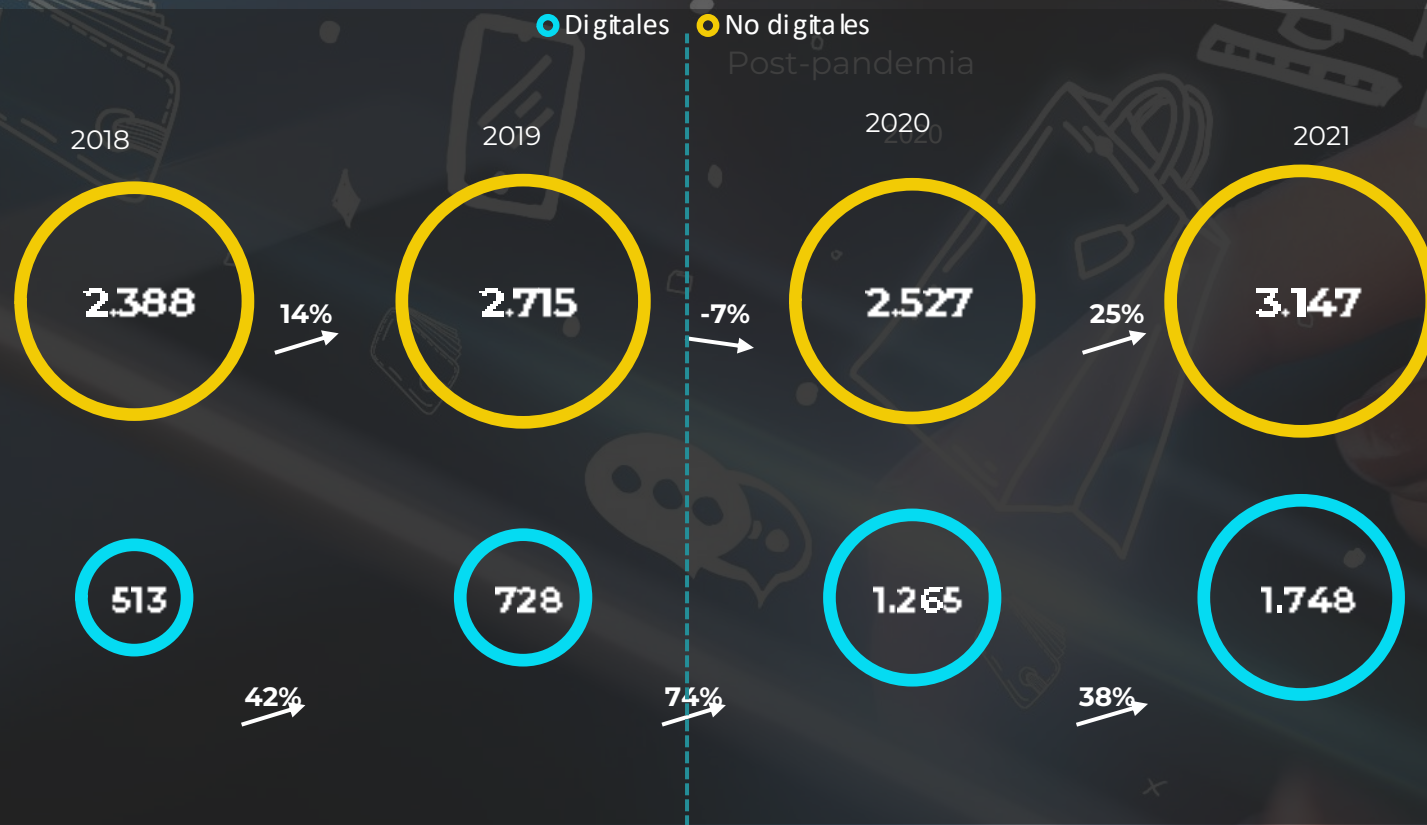 Digitales No digitales
Post-pandemia
2018 2019 2020 2020 2021
2.388 14% 2.715 -7% 2.527 25% 3.147
513 728 1.265 1.748
42% 74% 38%